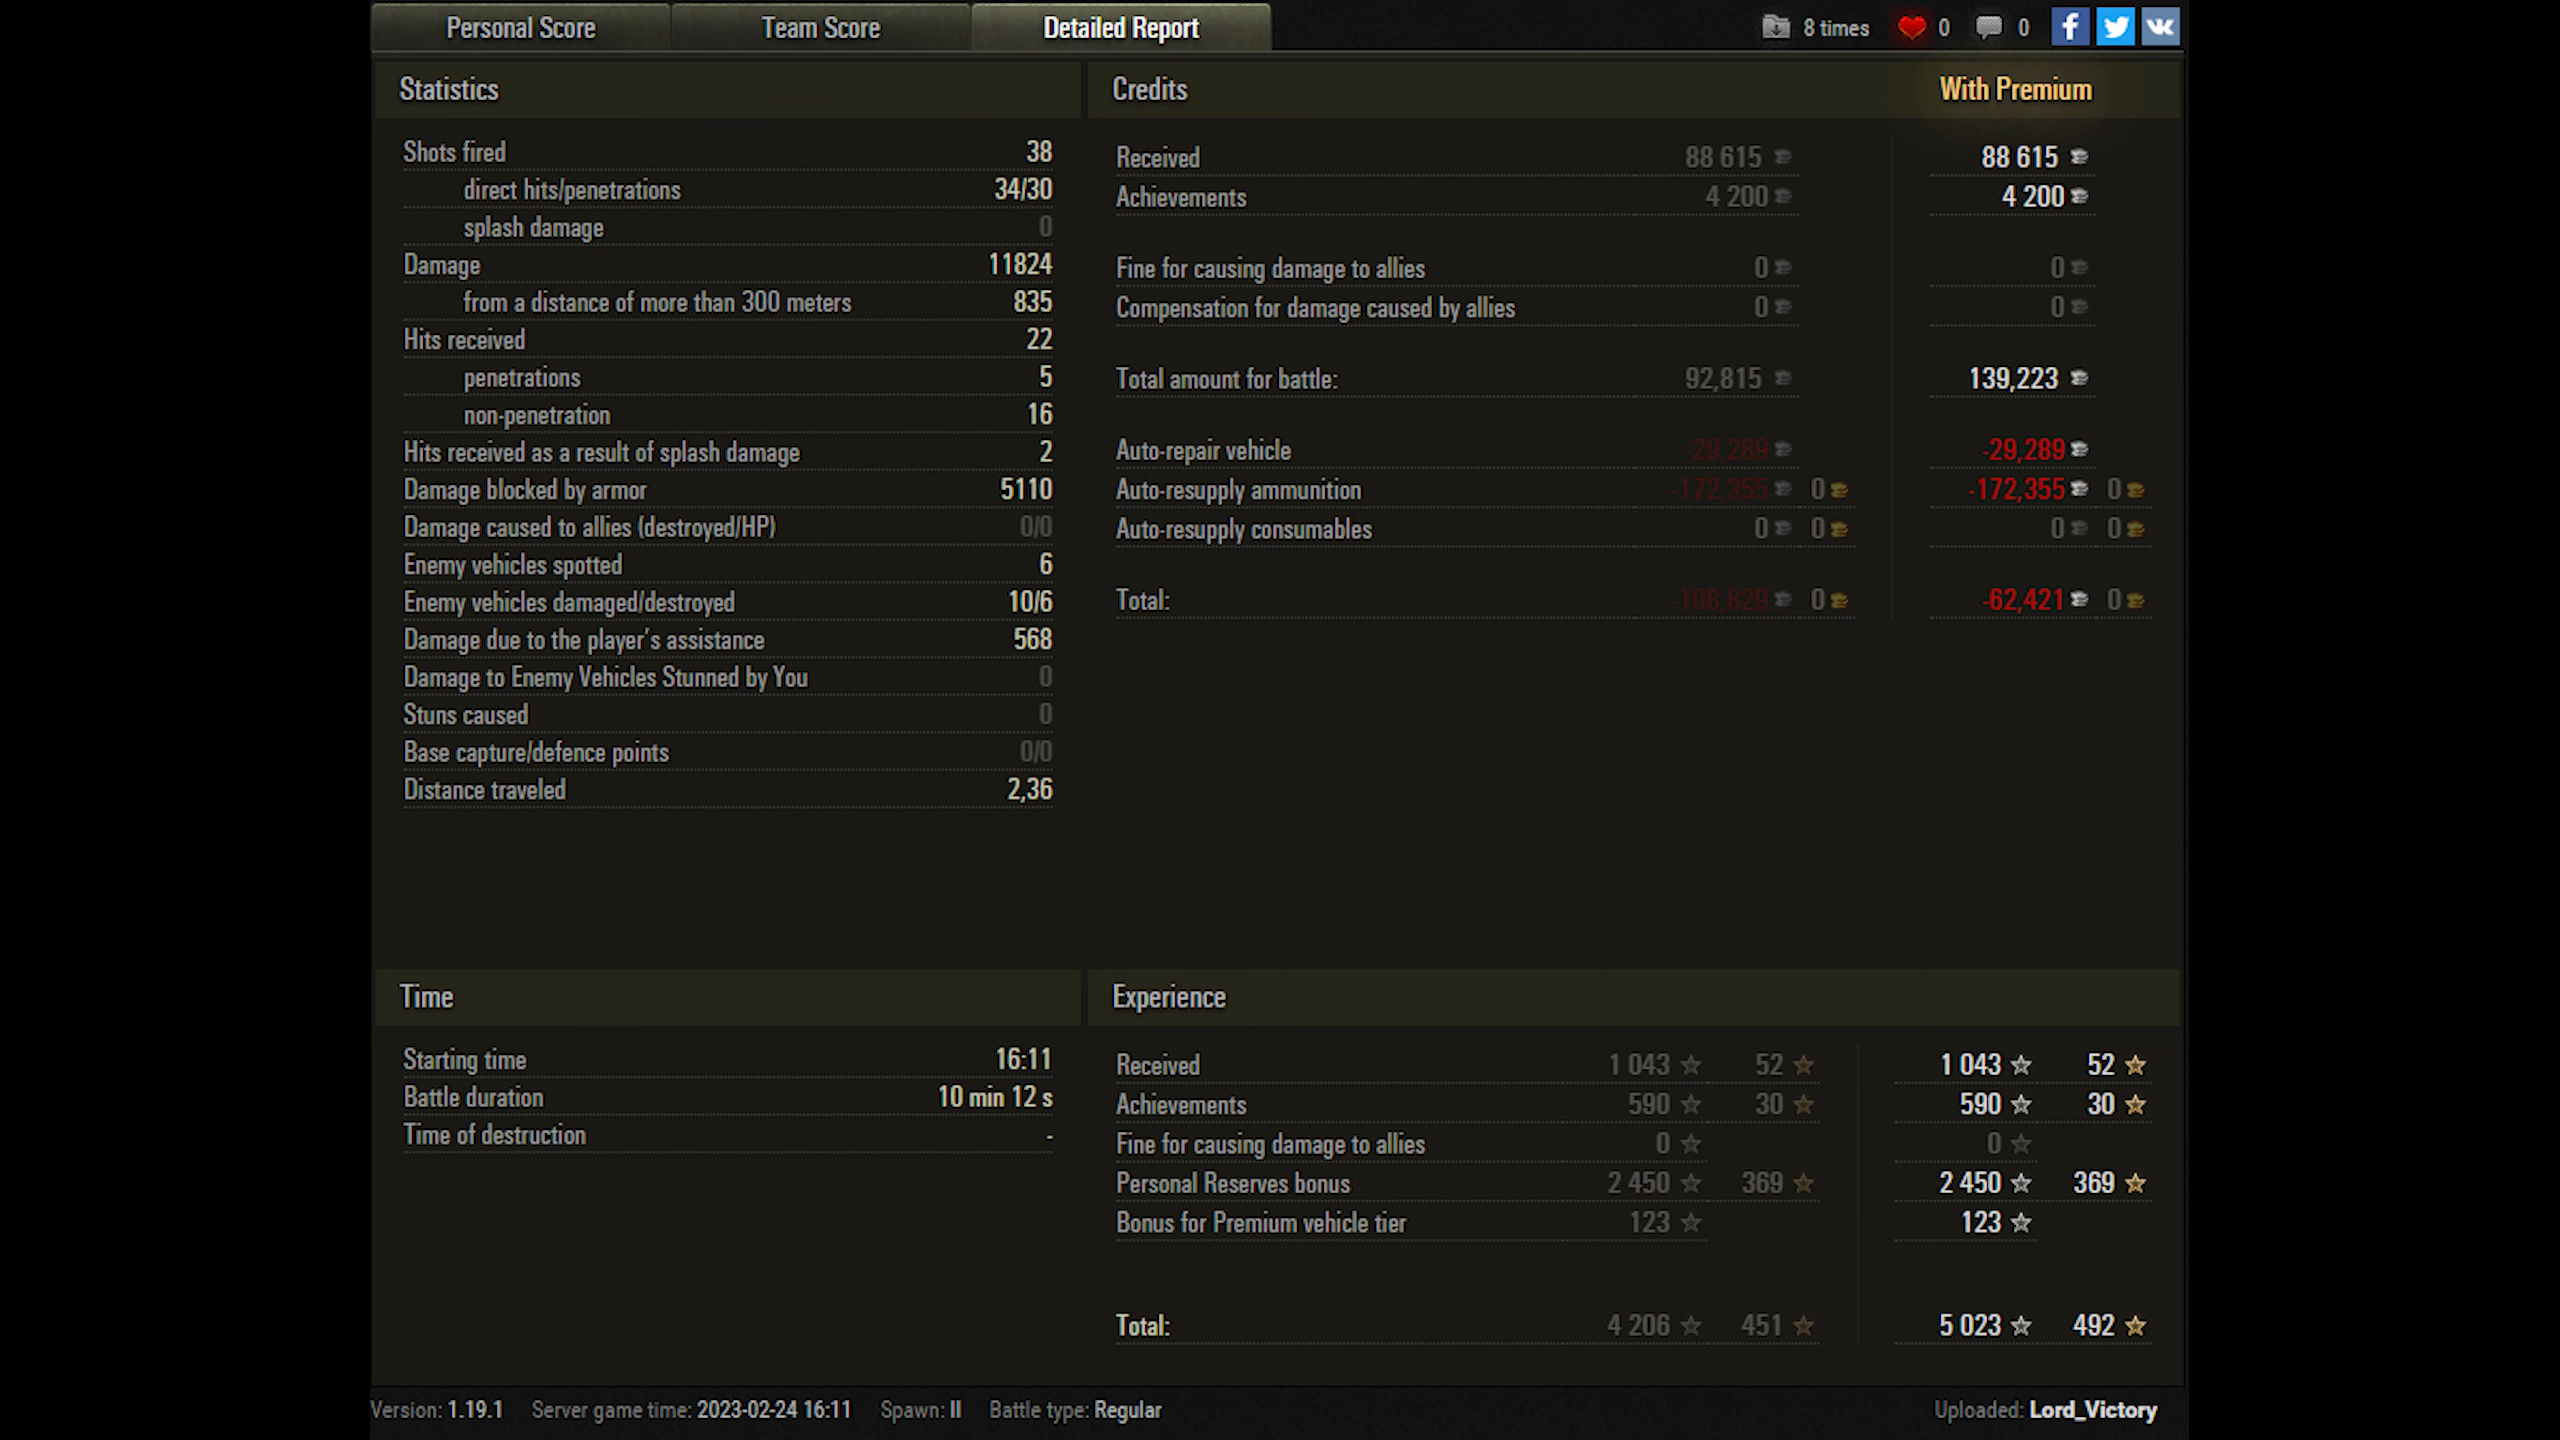 Personal Score Team Score Detailed Report 8 times 0 0
Statistics
Shots fired 38
direct hits/penetrations 34/30
splash damage 0
Damage 11824
from a distance of more than 300 meters 835
Hits received 22
penetrations 5
non-penetration 16
Hits received as a result of splash damage 2
Damage blocked by armor 5110
Damage caused to allies (destroyed/HP) 0/0
Enemy vehicles spotted 6
Enemy vehicles damaged/destroyed 10/6
Damage due to the player's assistance 568
Damage to Enemy Vehicles Stunned by You 0
Stuns caused 0
Base capture/defence points 0/0
Distance traveled 2,36
Credits With Premium
Received 88 615 88 615
Achievements 4 200 4 200
Fine for causing damage to allies 0 0
Compensation for damage caused by allies 0 0
Total amount for battle: 92,815 139,223
Auto-repair vehicle -29,289 -29,289
Auto-resupply ammunition -172,355 0 -172,355 0
Auto-resupply consumables 0 0 0 0
Total: -108,829 0 -62,421 0
Time
Starting time 16:11
Battle duration 10 min 12 s
Time of destruction -
Experience
Received 1 043 52 1 043 52
Achievements 590 30 590 30
Fine for causing damage to allies 0 0
Personal Reserves bonus 2 450 369 2 450 369
Bonus for Premium vehicle tier 123 123
Total: 4 206 451 5 023 492
Version: 1.19.1 Server game time: 2023-02-24 16:11 Spawn: II Battle type: Regular Uploaded: Lord_Victory